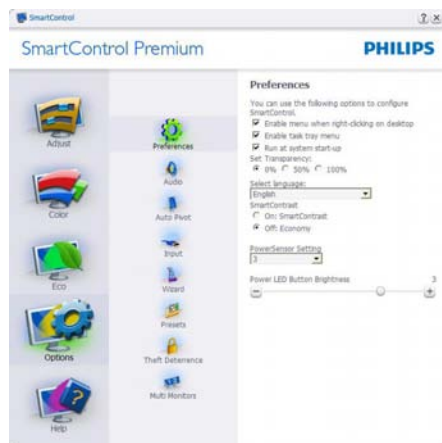 SmartControl
SmartControl Premium
PHILIPS
Adjust
Color
Eco
Options
Help
Preferences
Audio
Auto Pivot
Input
Wizard
Presets
Theft Deterrence
Multi Monitors
Preferences
You can use the following options to configure
SmartControl.
Enable menu when right-clicking on desktop
Enable task tray menu
Run at system start-up
Set Transparency:
0% 50% 100%
Select language:
English
SmartContrast
On: SmartContrast
Off: Economy
PowerSensor Setting
3
Power LED Button Brightness 3